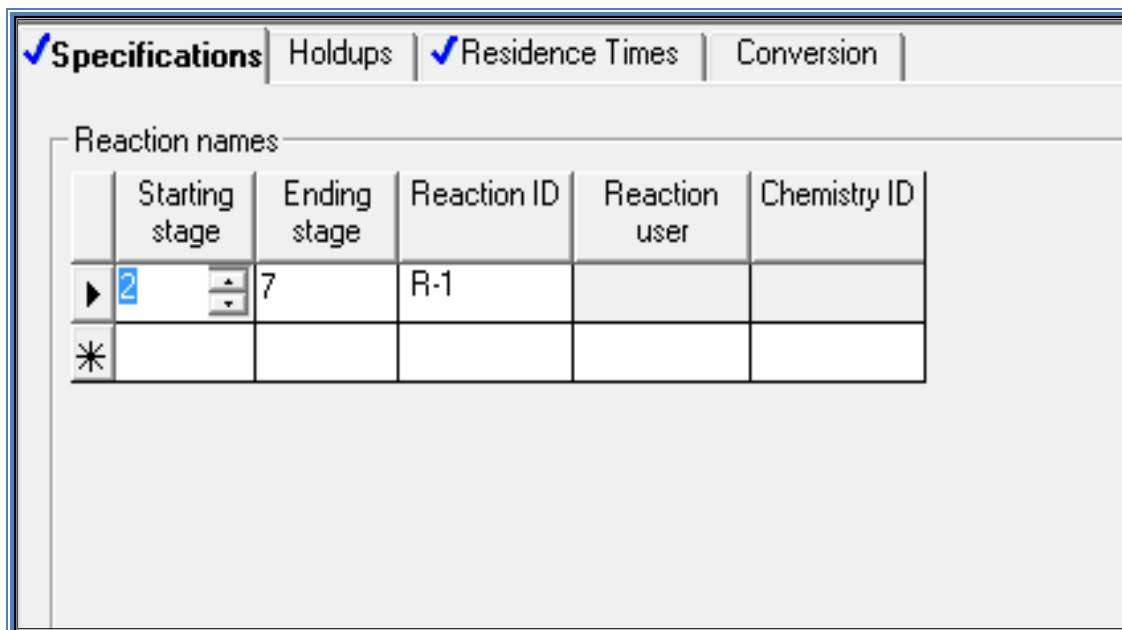 Specifications Holdups Residence Times Conversion
Reaction names
Starting stage Ending stage Reaction ID Reaction user Chemistry ID
2 7 R-1